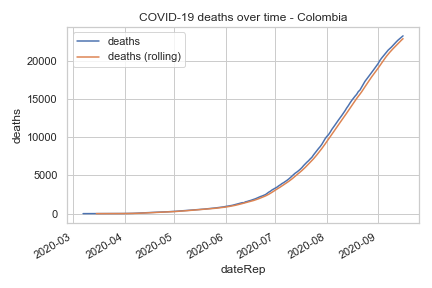 COVID-19 deaths over time - Colombia
deaths
deaths (rolling)
20000
15000
10000
5000
0
deaths
2020-03
2020-04
2020-05
2020-06
2020-07
2020-08
2020-09
dateRep